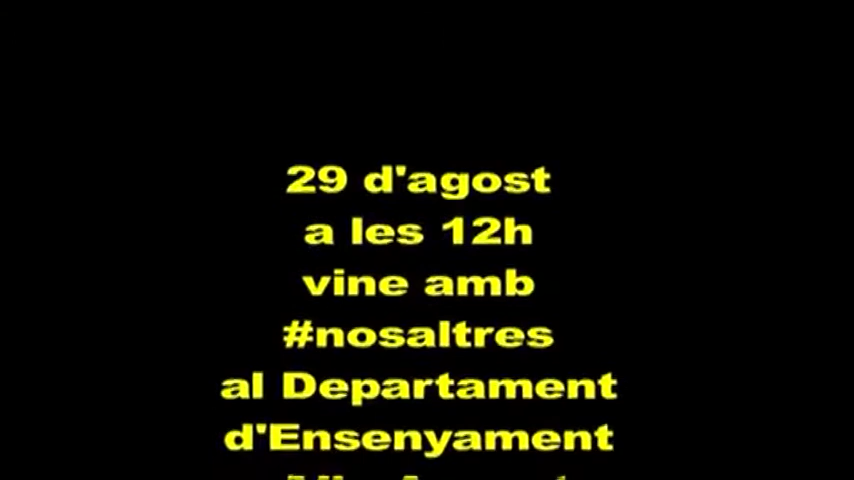 29 d'agost
a les 12h
vine amb
#nosaltres
al Departament
d'Ensenyament